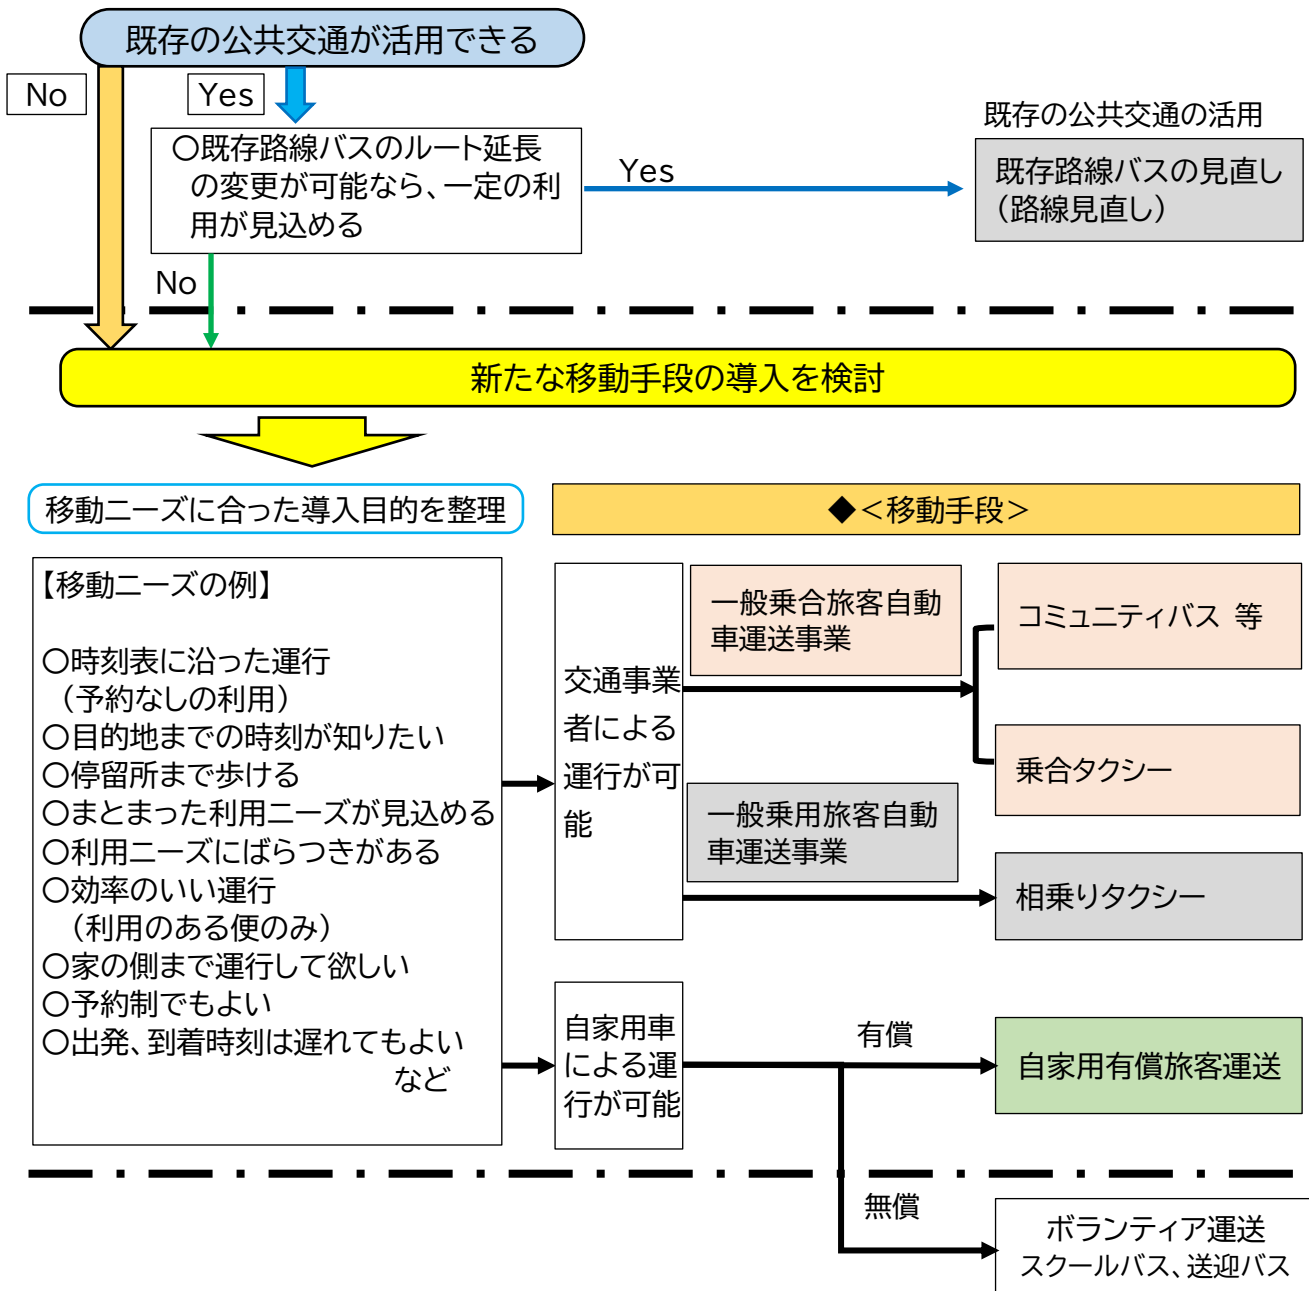 既存の公共交通が活用できる
No
Yes
〇既存路線バスのルート延長
の変更が可能なら、一定の利
用が見込める
Yes
既存の公共交通の活用
既存路線バスの見直し
（路線見直し）
No
新たな移動手段の導入を検討
移動ニーズに合った導入目的を整理
◆＜移動手段＞
【移動ニーズの例】
〇時刻表に沿った運行
（予約なしの利用）
〇目的地までの時刻が知りたい
〇停留所まで歩ける
〇まとまった利用ニーズが見込める
〇利用ニーズにばらつきがある
〇効率のいい運行
（利用のある便のみ）
〇家の側まで運行して欲しい
〇予約制でもよい
〇出発、到着時刻は遅れてもよい
など
交通事業
者による
運行が可
能
一般乗合旅客自動
車運送事業
コミュニティバス 等
乗合タクシー
一般乗用旅客自動
車運送事業
相乗りタクシー
自家用車
による運
行が可能
有償
自家用有償旅客運送
無償
ボランティア運送
スクールバス、送迎バス